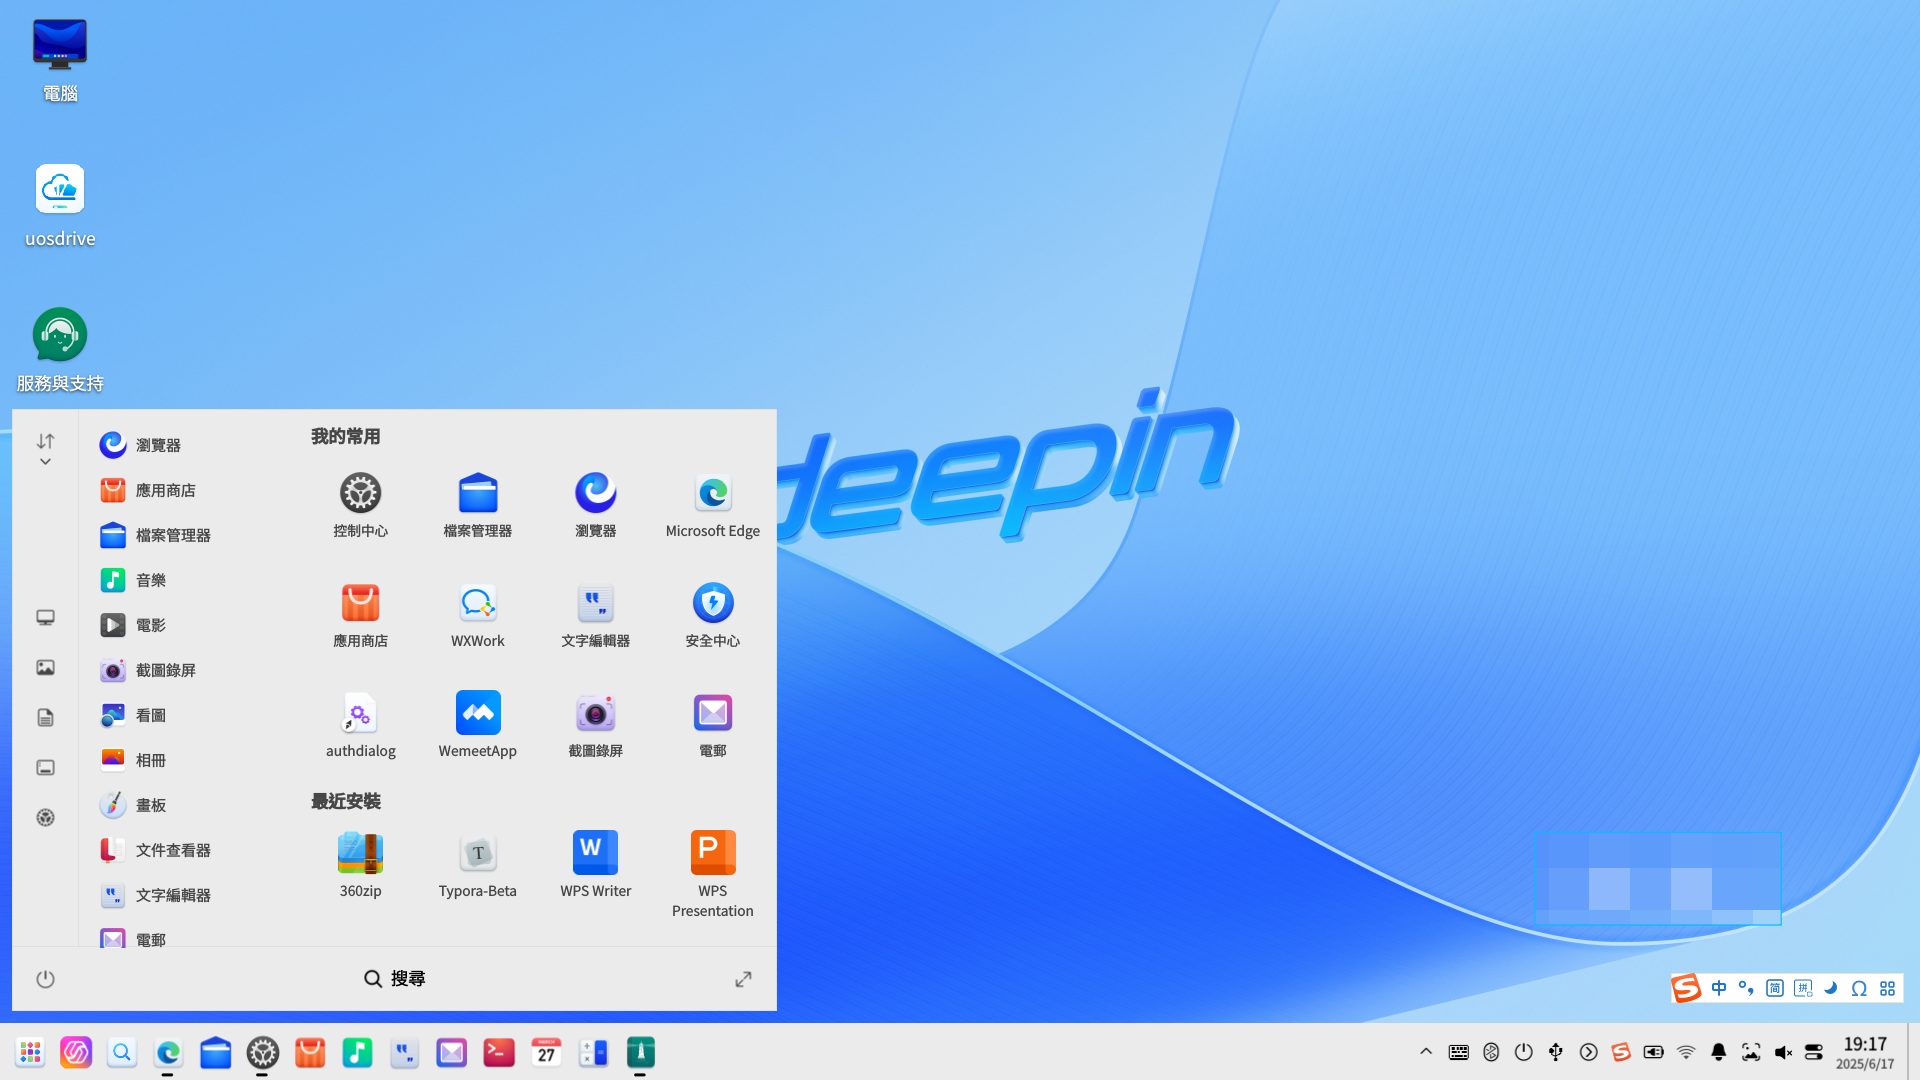 電腦
uosdrive
服務與支持
deepin
瀏覽器
應用商店
檔案管理器
音樂
電影
截圖錄屏
看圖
相冊
畫板
文件查看器
文字編輯器
電郵
我的常用
控制中心
檔案管理器
瀏覽器
Microsoft Edge
應用商店
WXWork
文字編輯器
安全中心
authdialog
WemeetApp
截圖錄屏
電郵
最近安裝
360zip
Typora-Beta
WPS Writer
WPS Presentation
搜尋
中
简
拼
27
19:17
2025/6/17